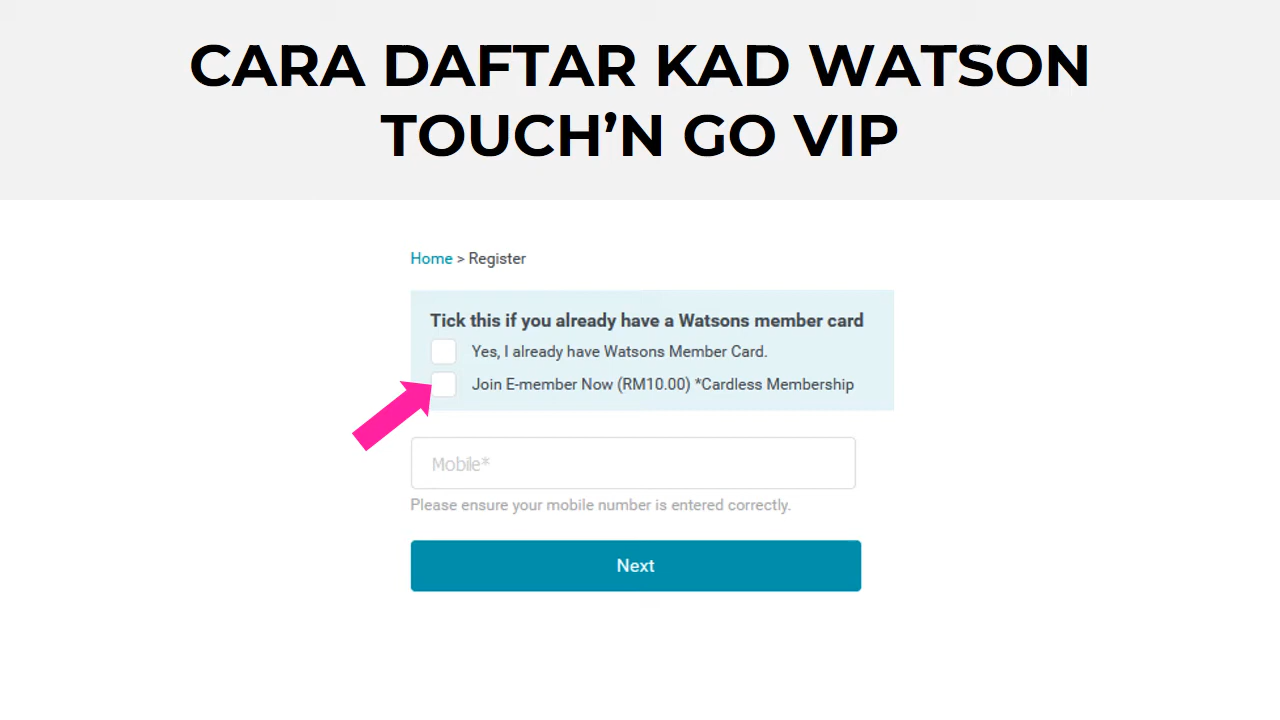 CARA DAFTAR KAD WATSON
TOUCH’N GO VIP
Home > Register
Tick this if you already have a Watsons member card
Yes, I already have Watsons Member Card.
Join E-member Now (RM10.00) *Cardless Membership
Mobile*
Please ensure your mobile number is entered correctly.
Next